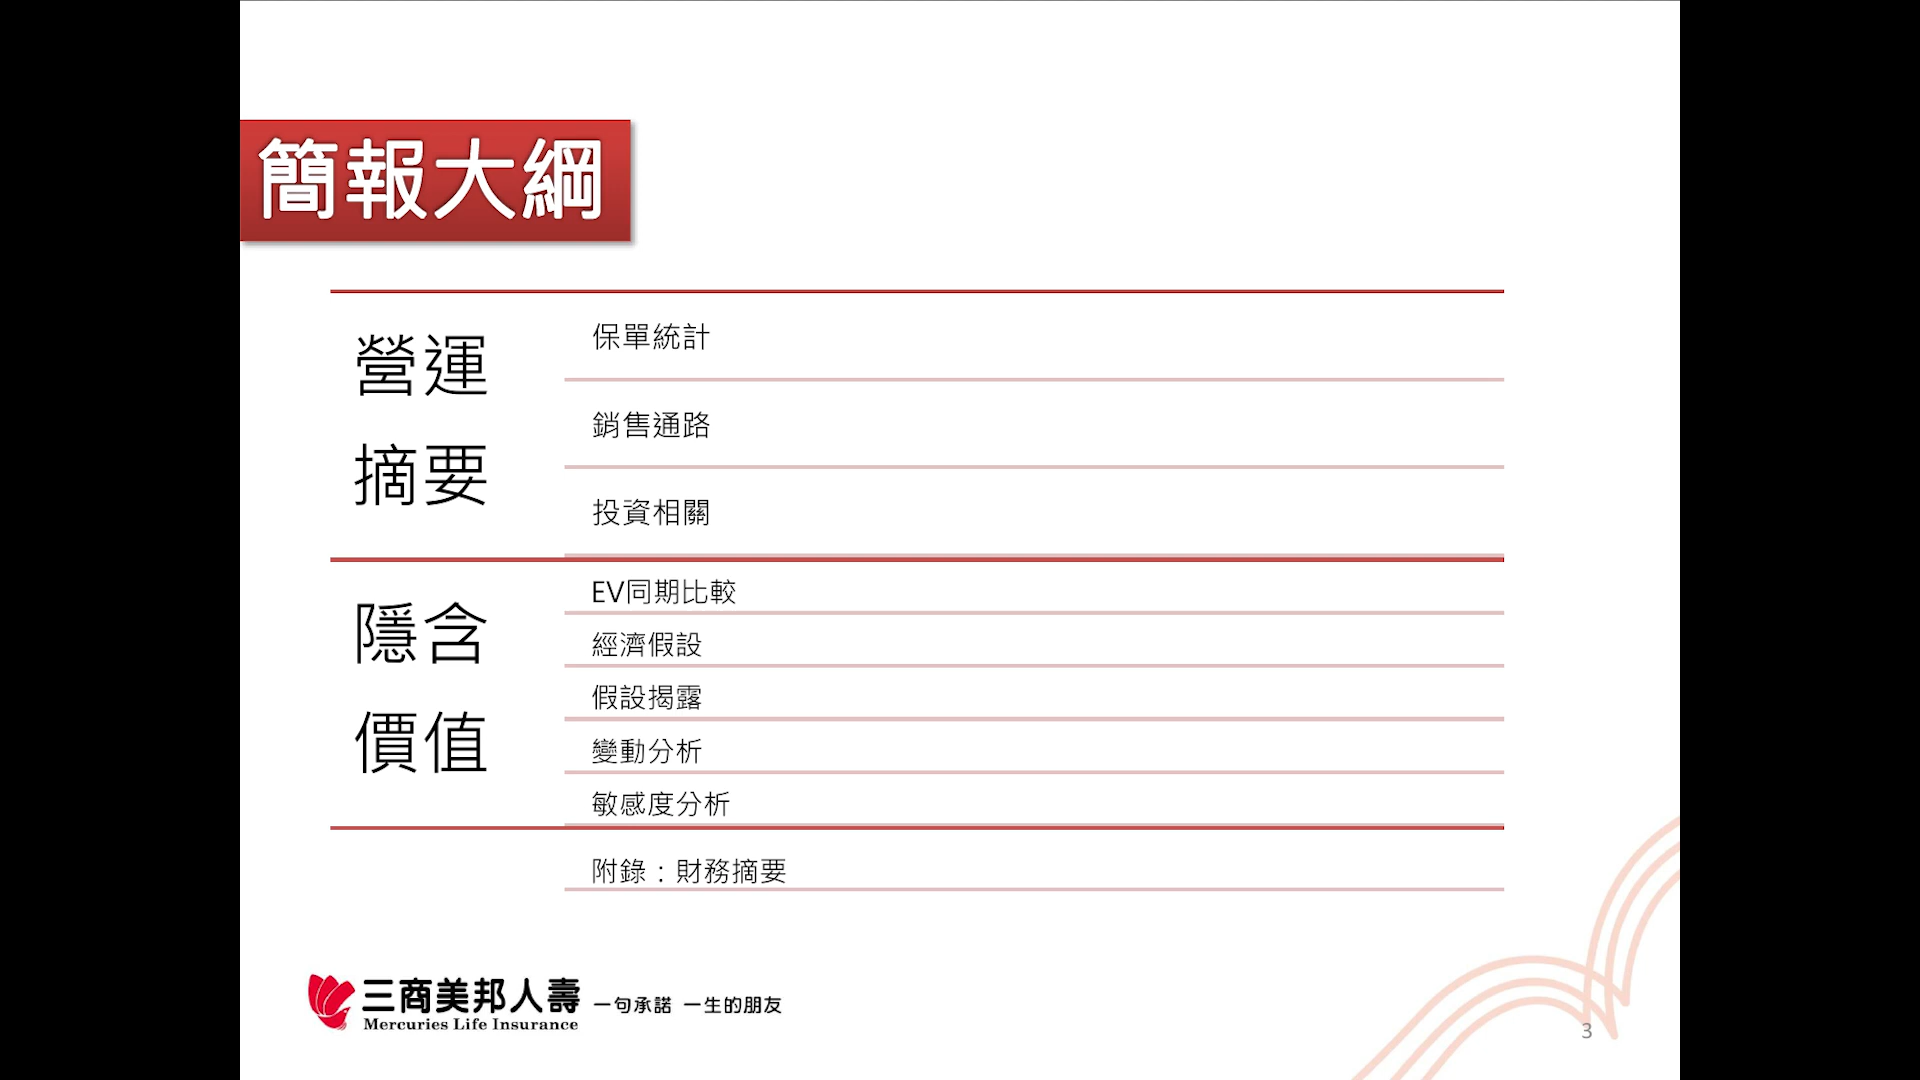 簡報大綱
營運
摘要
保單統計
銷售通路
投資相關
隱含
價值
EV同期比較
經濟假設
假設揭露
變動分析
敏感度分析
附錄：財務摘要
三商美邦人壽 一句承諾 一生的朋友
Mercuries Life Insurance
3